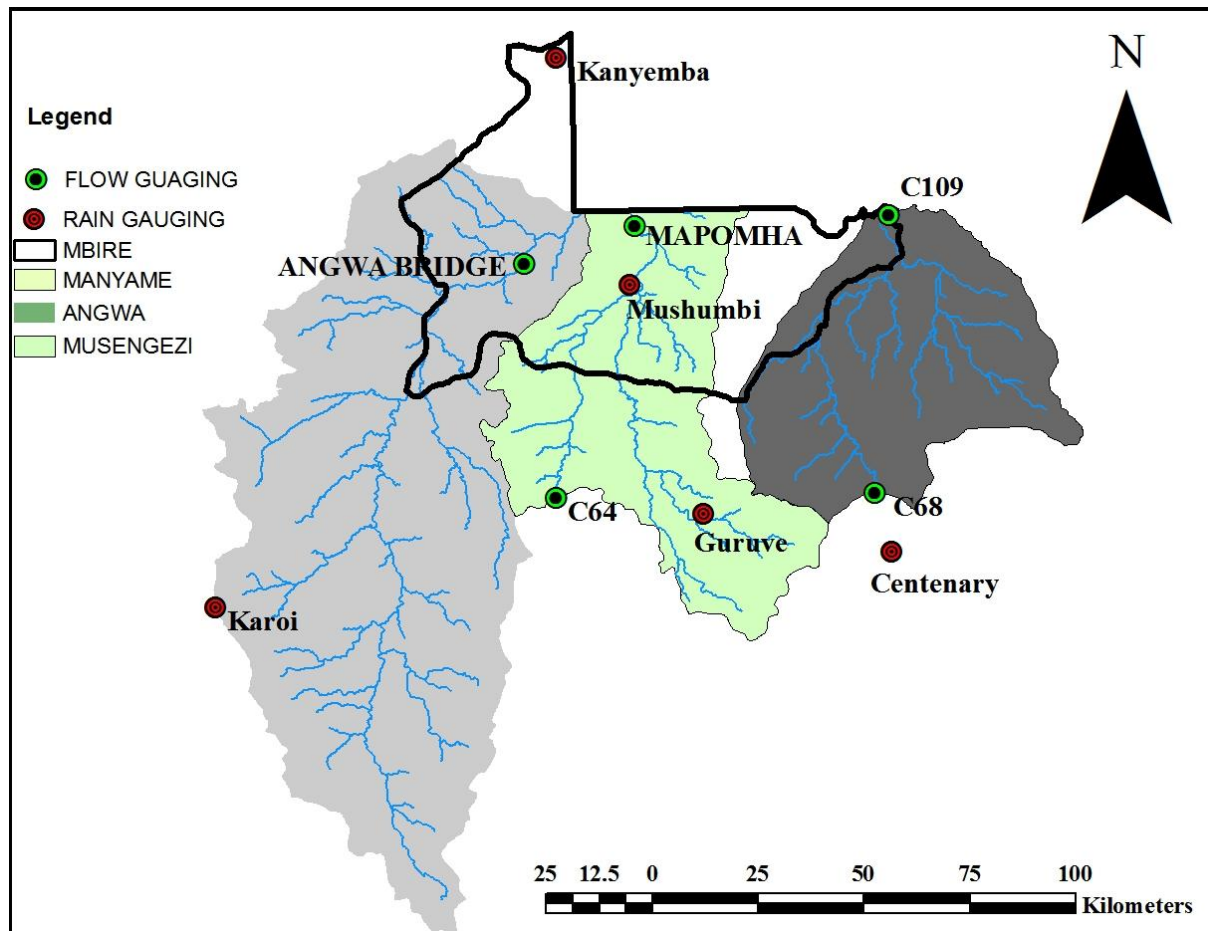 N
Kanyemba
Legend
FLOW GUAGING
RAIN GAUGING
MBIRE
MANYAME
ANGWA
MUSENGEZI
C109
MAPOMHA
ANGWA BRIDGE
Mushumbi
C64
C68
Guruve
Centenary
Karoi
25 12.5 0 25 50 75 100
Kilometers